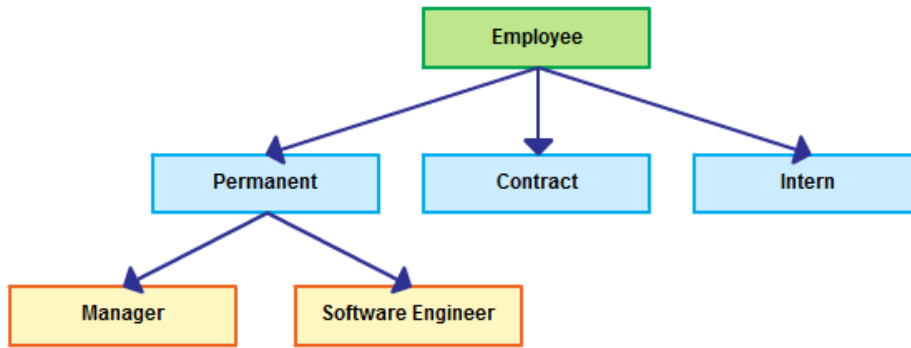 Employee
Permanent
Contract
Intern
Manager
Software Engineer